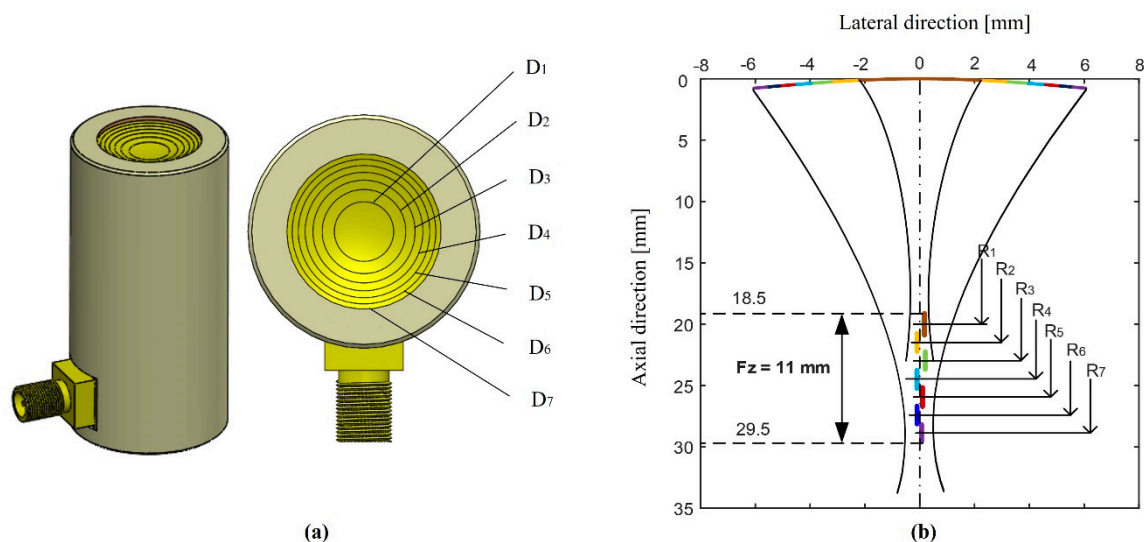 D1
D2
D3
D4
D5
D6
D7
(a)
Lateral direction [mm]
-8 -6 -4 -2 0 2 4 6 8
Axial direction [mm]
0
5
10
15
20
25
30
35
18.5
Fz = 11 mm
29.5
R1
R2
R3
R4
R5
R6
R7
(b)